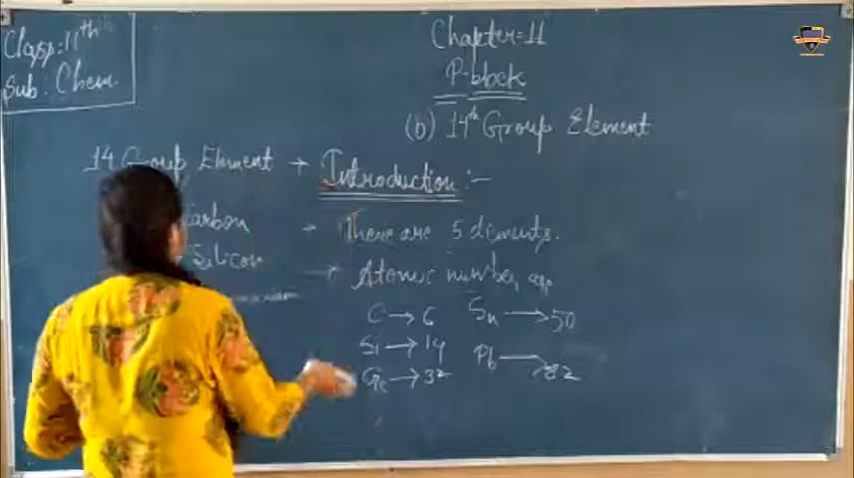 Class: 11th
Sub: Chem.
Chapter=11
P-block
(b) 14th Group Element
14 Group Element → Introduction :-
Carbon → There are 5 elements.
Silicon → Atomic number, are
C → 6 Sn → 50
Si → 14 Pb → 82
Ge → 32